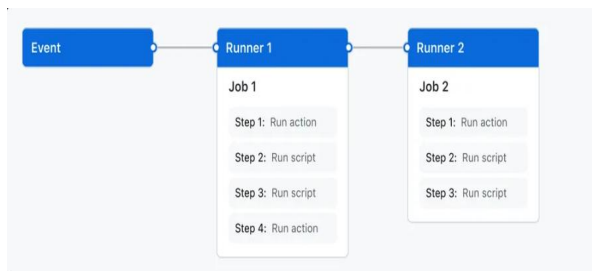 Event
Runner 1
Job 1
Step 1: Run action
Step 2: Run script
Step 3: Run script
Step 4: Run action
Runner 2
Job 2
Step 1: Run action
Step 2: Run script
Step 3: Run script